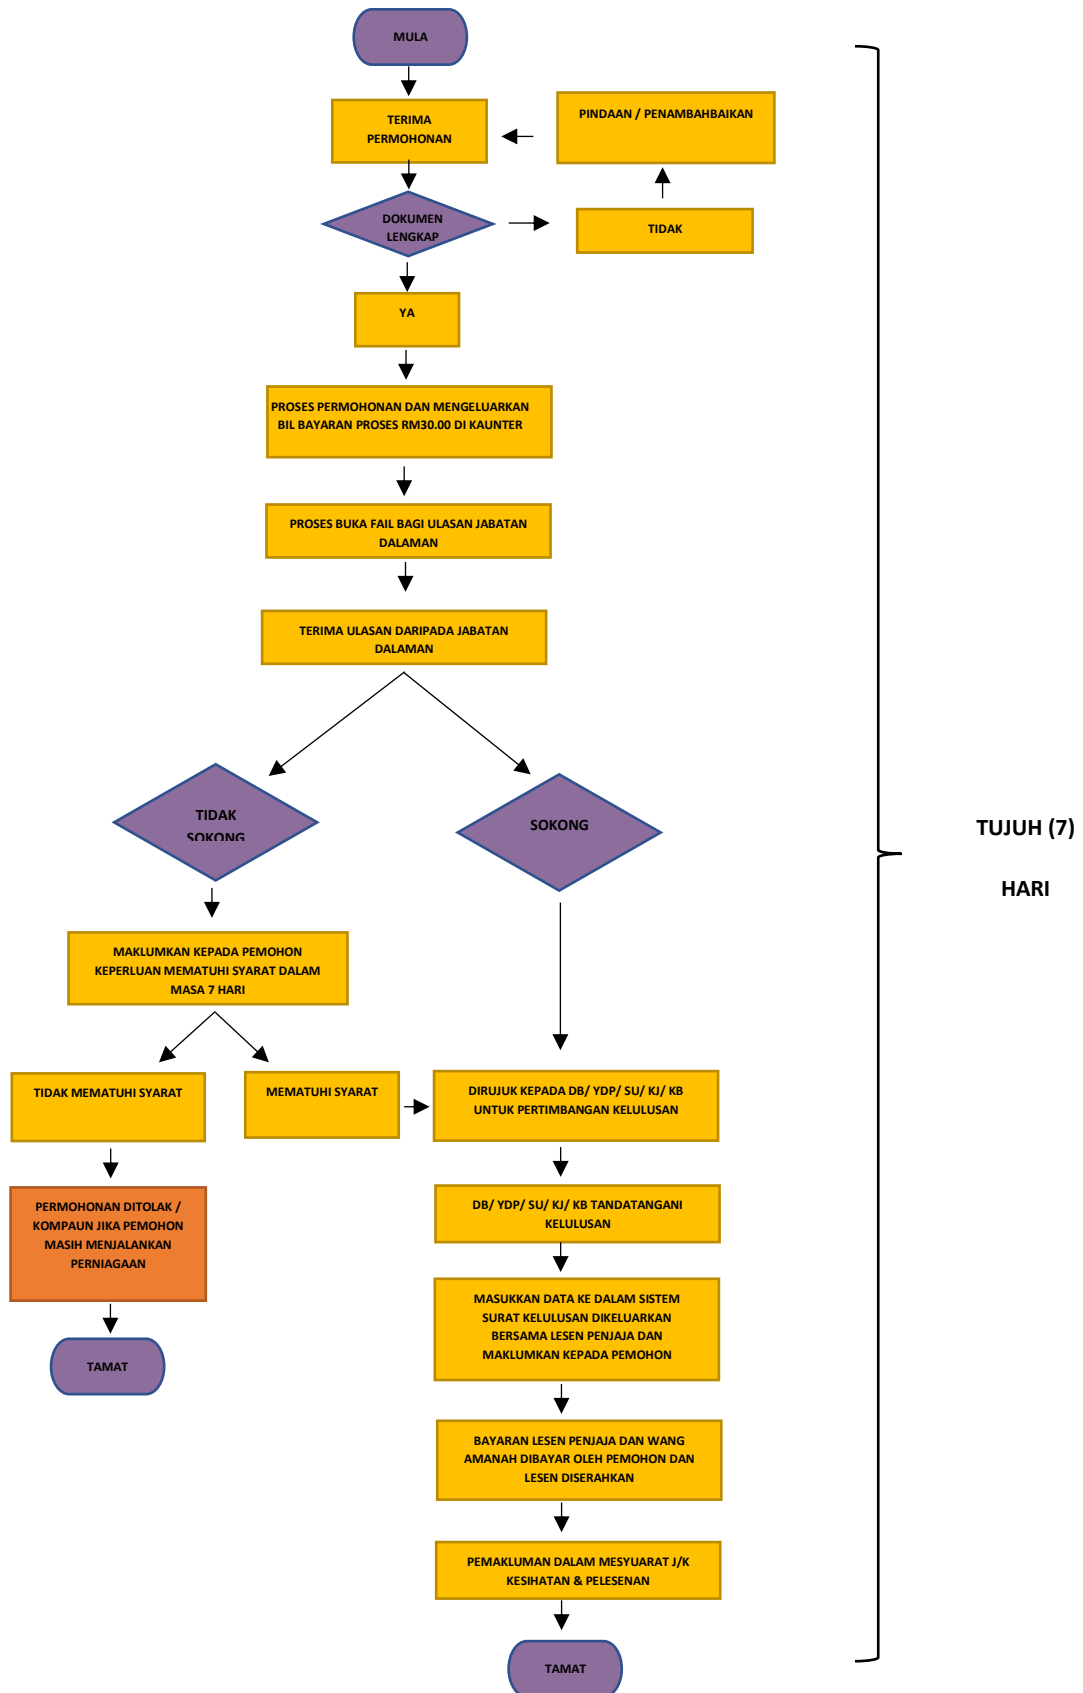 MULA
TERIMA
PERMOHONAN
PINDAAN / PENAMBAHBAIKAN
DOKUMEN
LENGKAP
TIDAK
YA
PROSES PERMOHONAN DAN MENGELUARKAN
BIL BAYARAN PROSES RM30.00 DI KAUNTER
PROSES BUKA FAIL BAGI ULASAN JABATAN
DALAMAN
TERIMA ULASAN DARIPADA JABATAN
DALAMAN
TIDAK
SOKONG
SOKONG
TUJUH (7)
HARI
MAKLUMKAN KEPADA PEMOHON
KEPERLUAN MEMATUHI SYARAT DALAM
MASA 7 HARI
TIDAK MEMATUHI SYARAT
MEMATUHI SYARAT
DIRUJUK KEPADA DB/ YDP/ SU/ KJ/ KB
UNTUK PERTIMBANGAN KELULUSAN
PERMOHONAN DITOLAK /
KOMPAUN JIKA PEMOHON
MASIH MENJALANKAN
PERNIAGAAN
TAMAT
DB/ YDP/ SU/ KJ/ KB TANDATANGANI
KELULUSAN
MASUKKAN DATA KE DALAM SISTEM
SURAT KELULUSAN DIKELUARKAN
BERSAMA LESEN PENJAJA DAN
MAKLUMKAN KEPADA PEMOHON
BAYARAN LESEN PENJAJA DAN WANG
AMANAH DIBAYAR OLEH PEMOHON DAN
LESEN DISERAHKAN
PEMAKLUMAN DALAM MESYUARAT J/K
KESIHATAN & PELESENAN
TAMAT